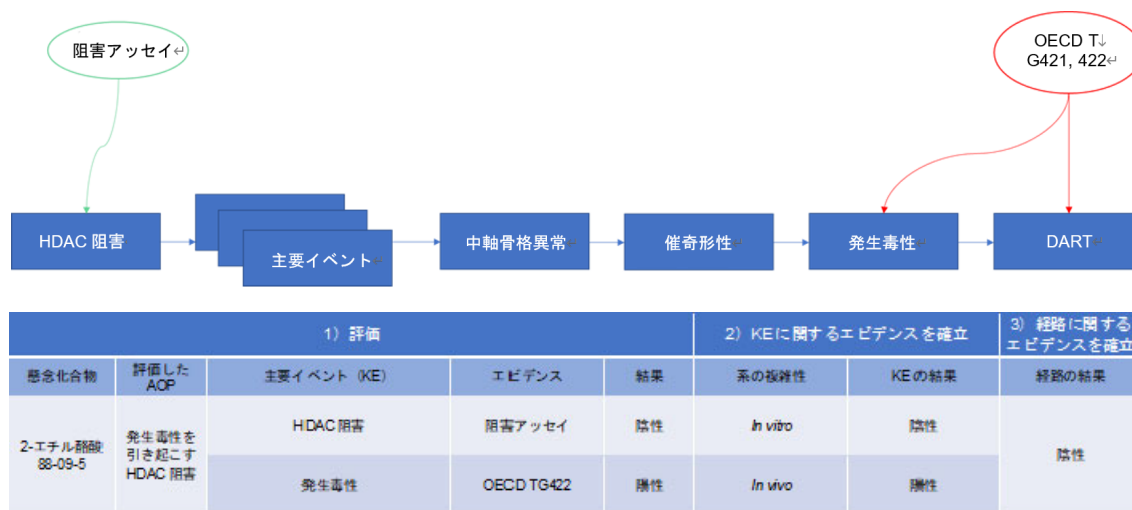 阻害アッセイ↵
OECD T↓
G421, 422↵
HDAC 阻害
主要イベント↵
中軸骨格異常↵
催奇形性↵
発生毒性↵
DART↵
1）評価
2）KEに関するエビデンスを確立
3）経路に関する
エビデンスを確立
懸念化合物
評価した
AOP
主要イベント（KE）
エビデンス
結果
系の複雑性
KEの結果
経路の結果
2-エチル酪酸
88-09-5
発生毒性を
引き起こす
HDAC 阻害
HDAC 阻害
阻害アッセイ
陰性
In vitro
陰性
陰性
発生毒性
OECD TG422
陽性
In vivo
陽性